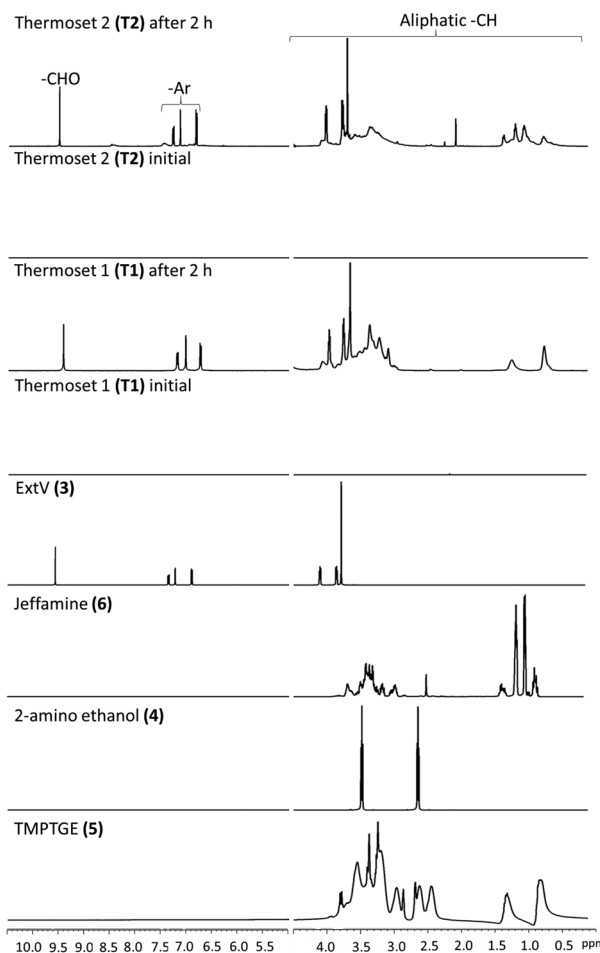 Thermoset 2 (T2) after 2 h
Aliphatic -CH
-CHO
-Ar
Thermoset 2 (T2) initial
Thermoset 1 (T1) after 2 h
Thermoset 1 (T1) initial
ExtV (3)
Jeffamine (6)
2-amino ethanol (4)
TMPTGE (5)
10.0 9.5 9.0 8.5 8.0 7.5 7.0 6.5 6.0 5.5 4.0 3.5 3.0 2.5 2.0 1.5 1.0 0.5 ppm